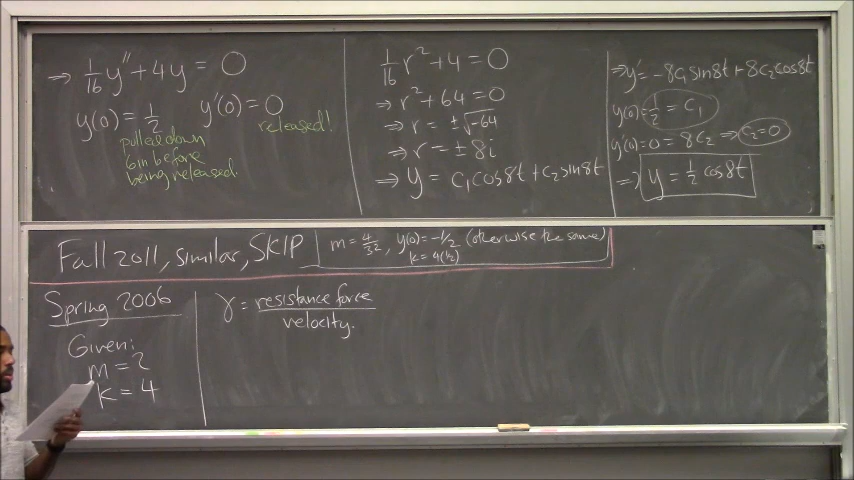 ⇒ 1/16 y'' + 4y = 0
y(0) = 1/2   y'(0) = 0
pulled down
6in before
being released.
released!
1/16 r² + 4 = 0
⇒ r² + 64 = 0
⇒ r = ±√-64
⇒ r = ± 8i
⇒ y = c₁cos8t + c₂sin8t
⇒ y' = -8c₁sin8t + 8c₂cos8t
y(0) = 1/2 = c₁
y'(0) = 0 = 8c₂ ⇒ c₂=0
⇒ y = 1/2 cos8t
Fall 2011, similar, SKIP
m = 4/32, y(0) = -1/2 (otherwise the same)
k = 4(1/2)
Spring 2006
Given:
m = 2
k = 4
γ = resistance force / velocity.